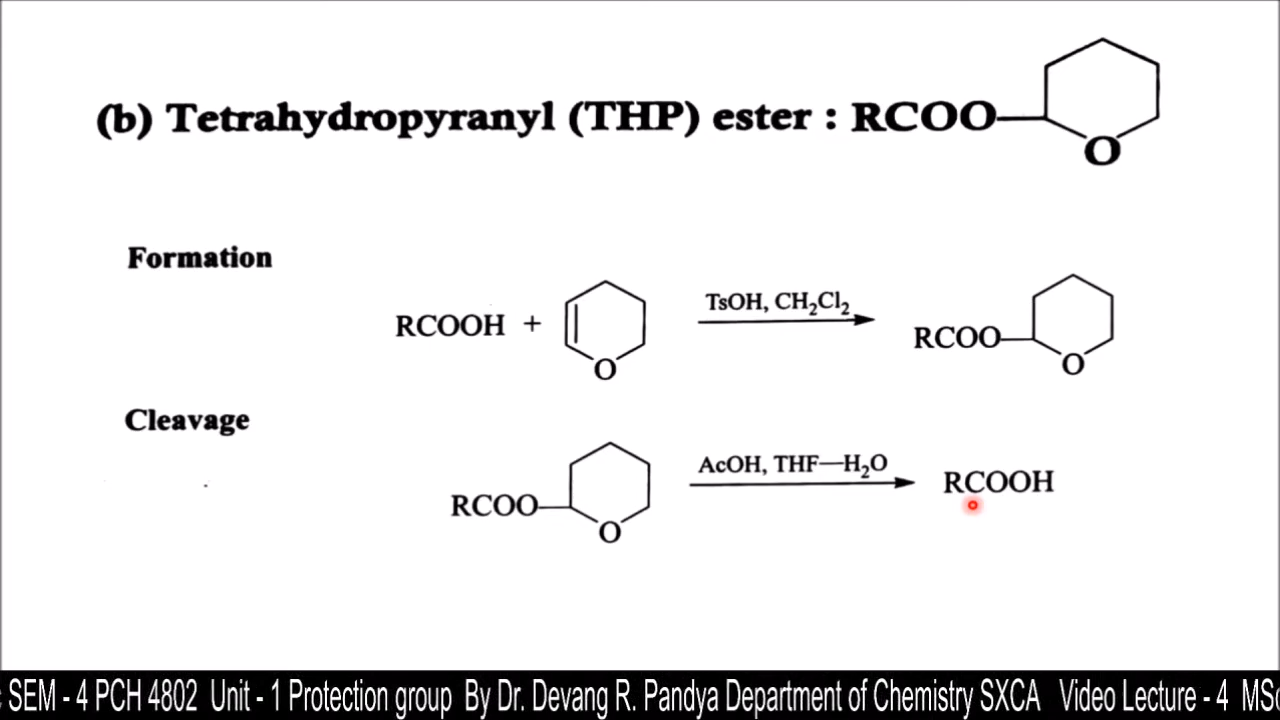 (b) Tetrahydropyranyl (THP) ester : RCOO
O
Formation
RCOOH + O
TsOH, CH₂Cl₂
RCOO O
Cleavage
RCOO O
AcOH, THF—H₂O
RCOOH
SEM - 4 PCH 4802 Unit - 1 Protection group By Dr. Devang R. Pandya Department of Chemistry SXCA Video Lecture - 4 MSc